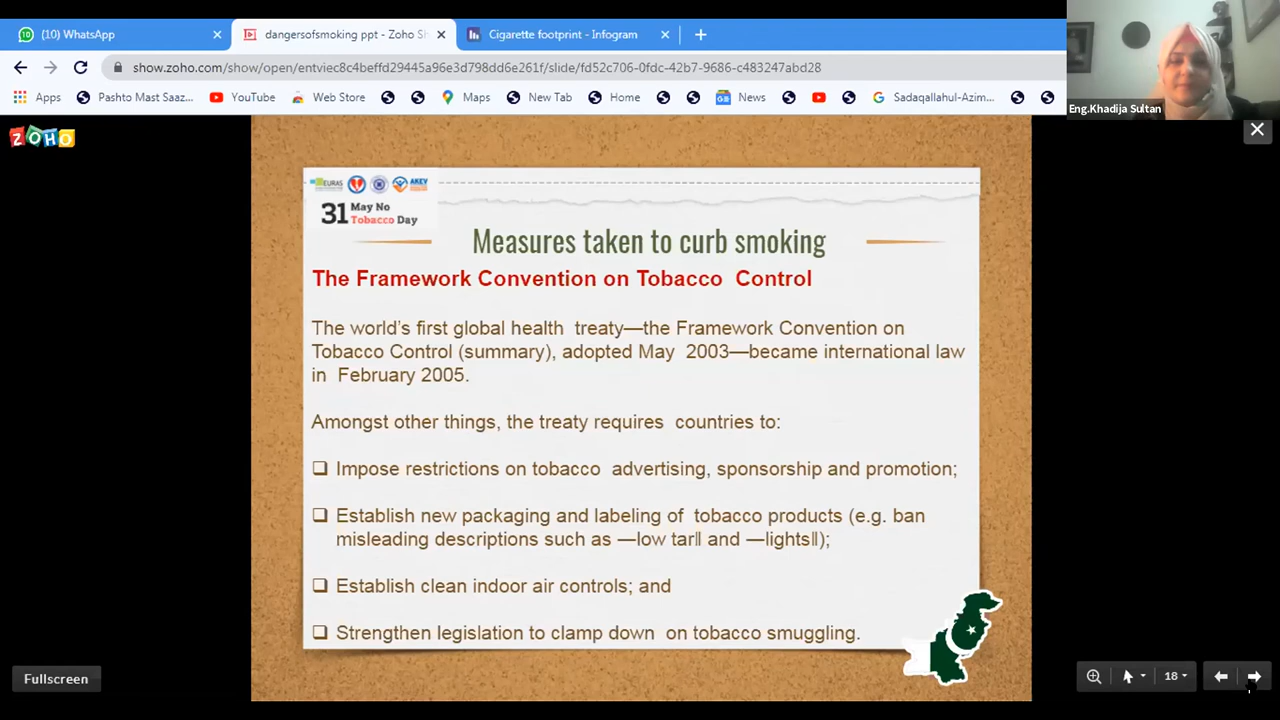 (10) WhatsApp
dangersofsmoking ppt - Zoho Sh
Cigarette footprint - Infogram
show.zoho.com/show/open/entviec8c4beffd29445a96e3d798dd6e261f/slide/fd52c706-0fdc-42b7-9686-c483247abd28
Apps Pashto Mast Saaz... YouTube Web Store Maps New Tab Home News Sadaqallahul-Azim...
Eng.Khadija Sultan
ZOHO
EURAS AKEV
31 May No
Tobacco Day
Measures taken to curb smoking
The Framework Convention on Tobacco Control
The world's first global health treaty—the Framework Convention on
Tobacco Control (summary), adopted May 2003—became international law
in February 2005.
Amongst other things, the treaty requires countries to:
❑ Impose restrictions on tobacco advertising, sponsorship and promotion;
❑ Establish new packaging and labeling of tobacco products (e.g. ban
misleading descriptions such as ―low tar‖ and ―lights‖);
❑ Establish clean indoor air controls; and
❑ Strengthen legislation to clamp down on tobacco smuggling.
Fullscreen
18